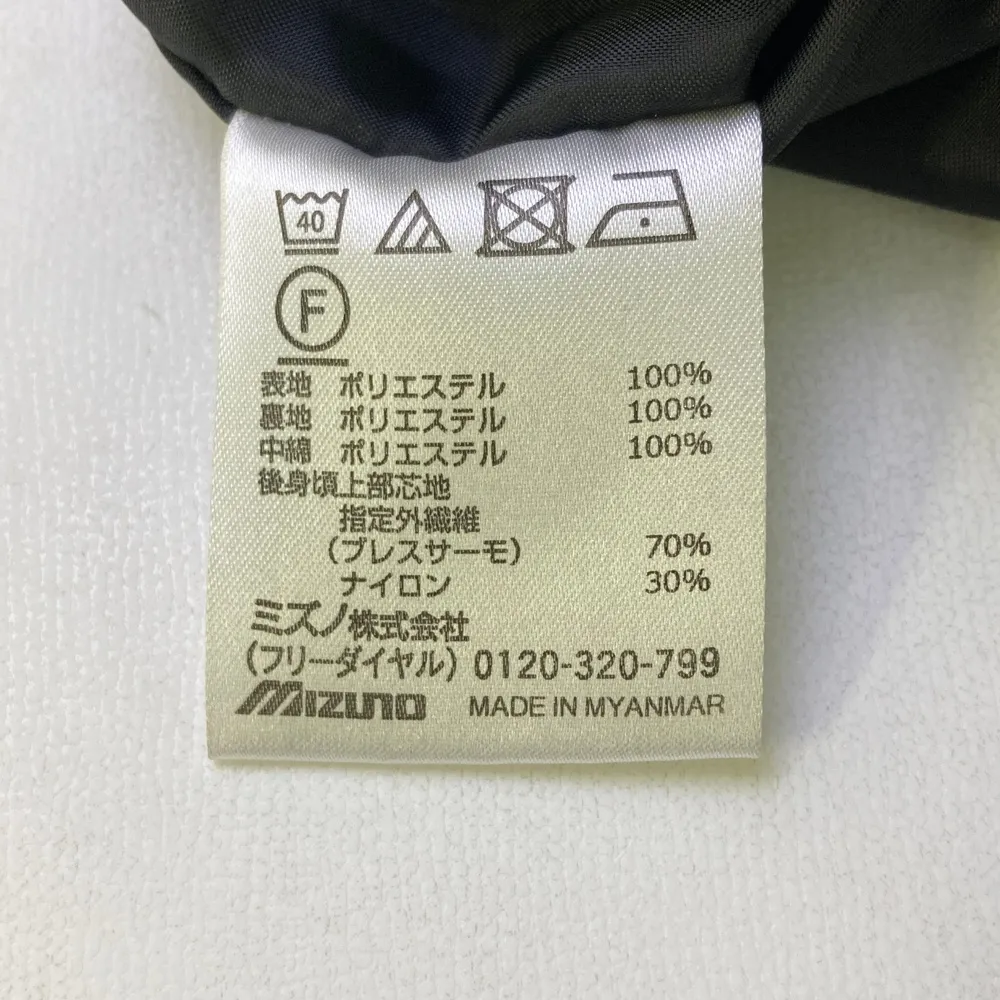 40
F
表地 ポリエステル 100%
裏地 ポリエステル 100%
中綿 ポリエステル 100%
後身頃上部芯地
指定外繊維
(ブレスサーモ) 70%
ナイロン 30%
ミズノ株式会社
(フリーダイヤル) 0120-320-799
MIZUNO MADE IN MYANMAR